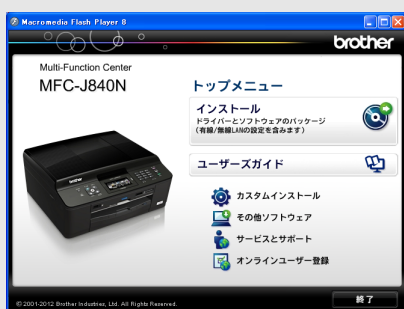 Macromedia Flash Player 8
brother
Multi-Function Center
MFC-J840N
トップメニュー
インストール
ドライバーとソフトウェアのパッケージ
(有線/無線LANの設定を含みます)
ユーザーズガイド
カスタムインストール
その他ソフトウェア
サービスとサポート
オンラインユーザー登録
© 2001-2012 Brother Industries, Ltd. All Rights Reserved.
終了